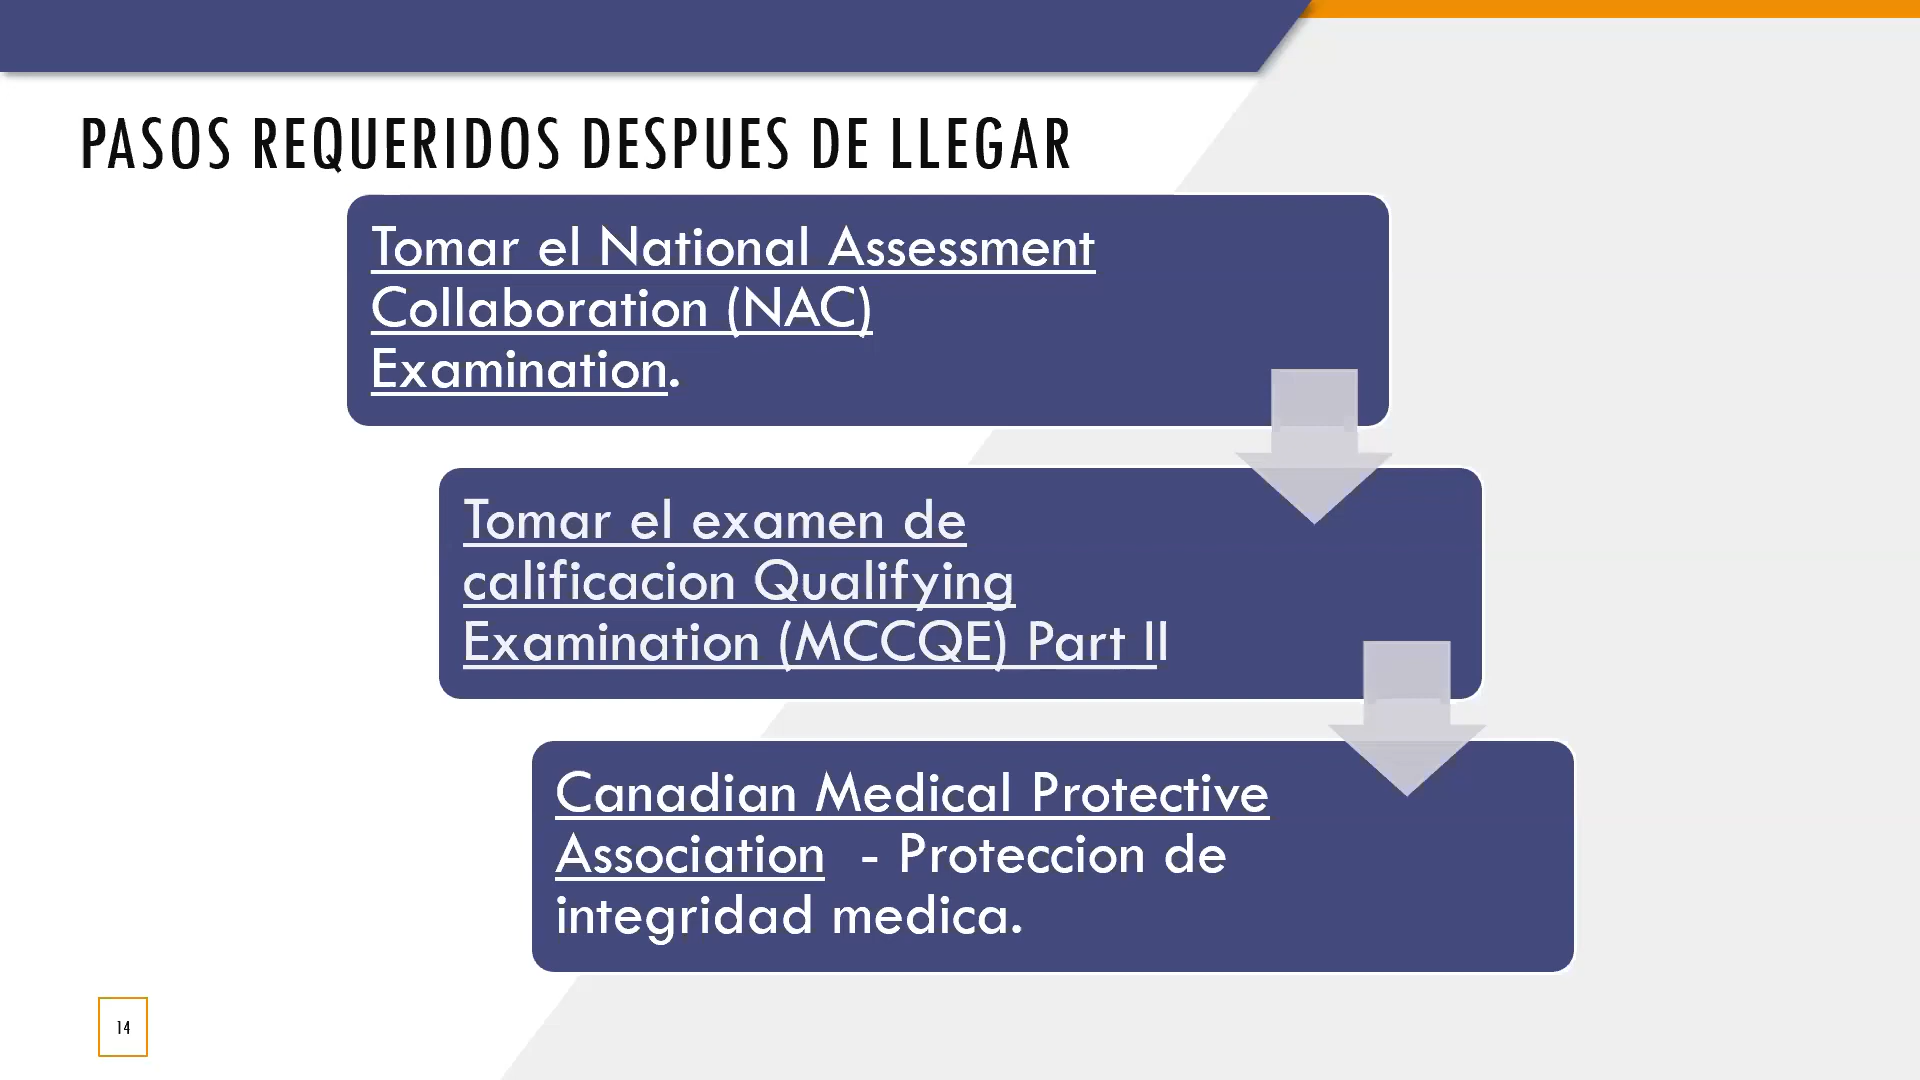 PASOS REQUERIDOS DESPUES DE LLEGAR
Tomar el National Assessment
Collaboration (NAC)
Examination.
Tomar el examen de
calificacion Qualifying
Examination (MCCQE) Part II
Canadian Medical Protective
Association - Proteccion de
integridad medica.
14